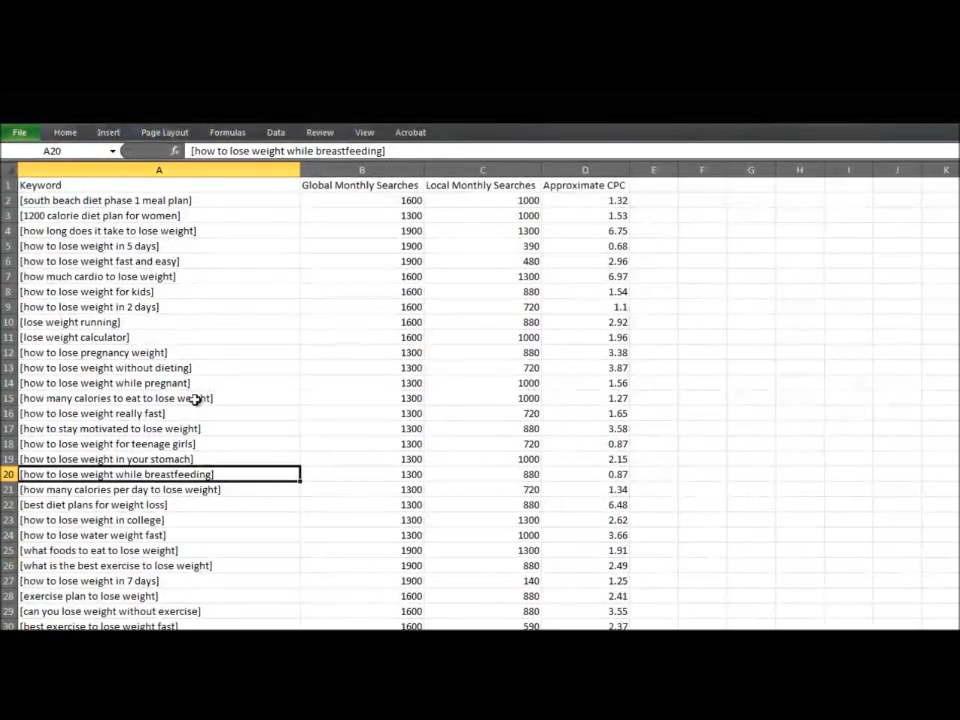 File Home Insert Page Layout Formulas Data Review View Acrobat
A20 fx [how to lose weight while breastfeeding]
A B C D E F G H I J K
1 Keyword Global Monthly Searches Local Monthly Searches Approximate CPC
2 [south beach diet phase 1 meal plan] 1600 1000 1.32
3 [1200 calorie diet plan for women] 1300 1000 1.53
4 [how long does it take to lose weight] 1900 1300 6.75
5 [how to lose weight in 5 days] 1900 390 0.68
6 [how to lose weight fast and easy] 1900 480 2.96
7 [how much cardio to lose weight] 1600 1300 6.97
8 [how to lose weight for kids] 1600 880 1.54
9 [how to lose weight in 2 days] 1600 720 1.1
10 [lose weight running] 1600 880 2.92
11 [lose weight calculator] 1600 1000 1.96
12 [how to lose pregnancy weight] 1300 880 3.38
13 [how to lose weight without dieting] 1300 720 3.87
14 [how to lose weight while pregnant] 1300 1000 1.56
15 [how many calories to eat to lose weight] 1300 1000 1.27
16 [how to lose weight really fast] 1300 720 1.65
17 [how to stay motivated to lose weight] 1300 880 3.58
18 [how to lose weight for teenage girls] 1300 720 0.87
19 [how to lose weight in your stomach] 1300 1000 2.15
20 [how to lose weight while breastfeeding] 1300 880 0.87
21 [how many calories per day to lose weight] 1300 720 1.34
22 [best diet plans for weight loss] 1300 880 6.48
23 [how to lose weight in college] 1300 1300 2.62
24 [how to lose water weight fast] 1300 1000 3.66
25 [what foods to eat to lose weight] 1900 1300 1.91
26 [what is the best exercise to lose weight] 1900 880 2.49
27 [how to lose weight in 7 days] 1900 140 1.25
28 [exercise plan to lose weight] 1600 880 2.41
29 [can you lose weight without exercise] 1600 880 3.55
30 [best exercise to lose weight fast] 1600 590 2.37